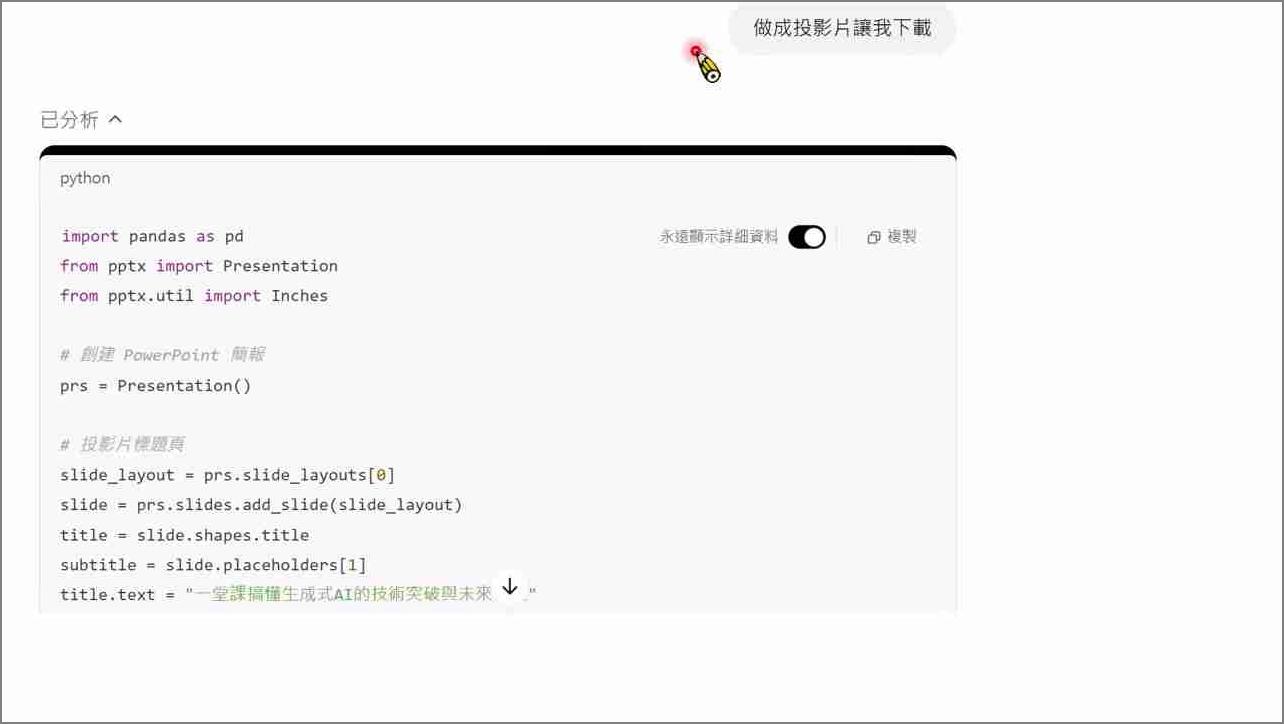 做成投影片讓我下載
已分析
python
import pandas as pd
永遠顯示詳細資料
複製
from pptx import Presentation
from pptx.util import Inches
# 創建 PowerPoint 簡報
prs = Presentation()
# 投影片標題頁
slide_layout = prs.slide_layouts[0]
slide = prs.slides.add_slide(slide_layout)
title = slide.shapes.title
subtitle = slide.placeholders[1]
title.text = "一堂課搞懂生成式AI的技術突破與未來"